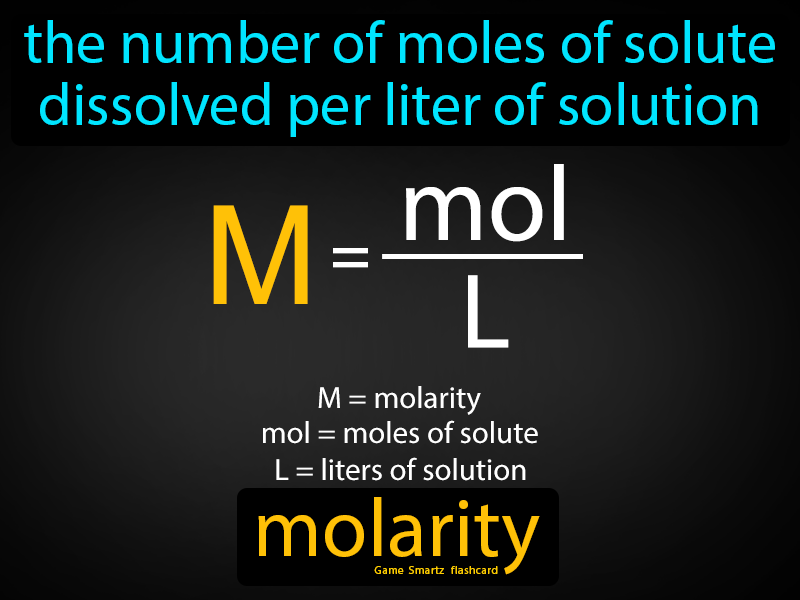 the number of moles of solute
dissolved per liter of solution
M = mol
L
M = molarity
mol = moles of solute
L = liters of solution
molarity
Game Smartz flashcard